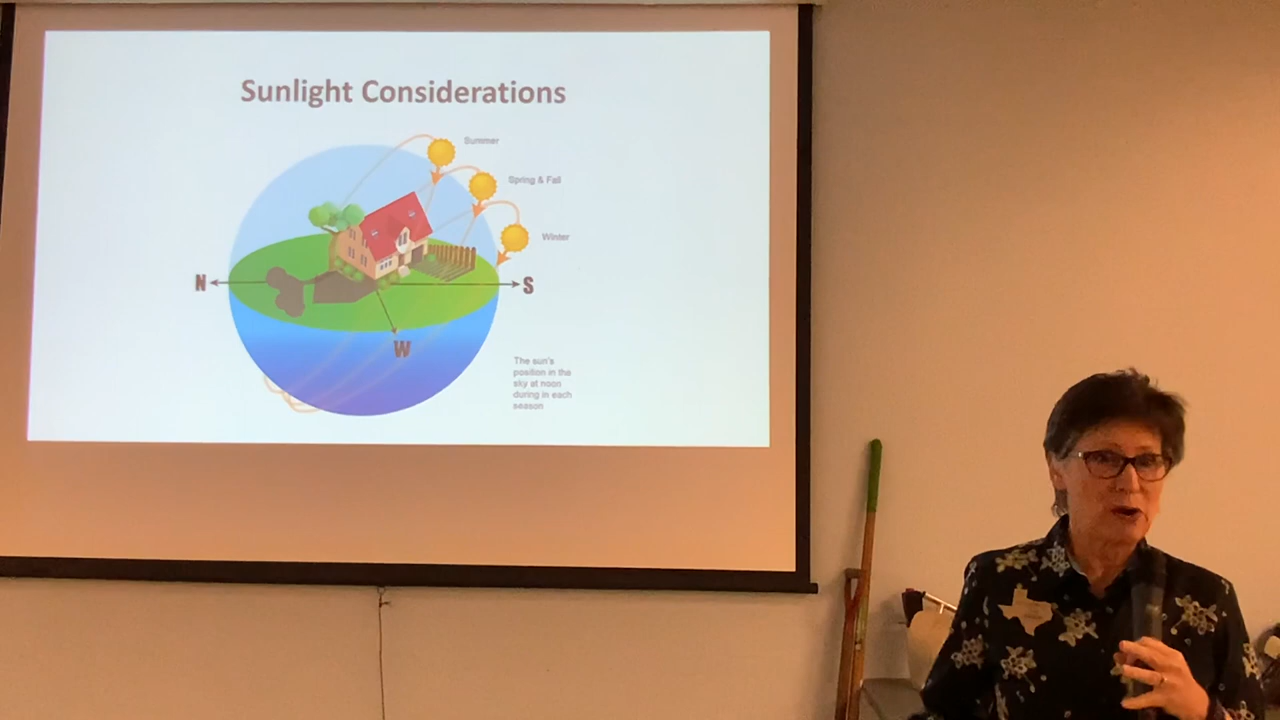 Sunlight Considerations
Summer
Spring & Fall
Winter
N
S
W
The sun's
position in the
sky at noon
during in each
season